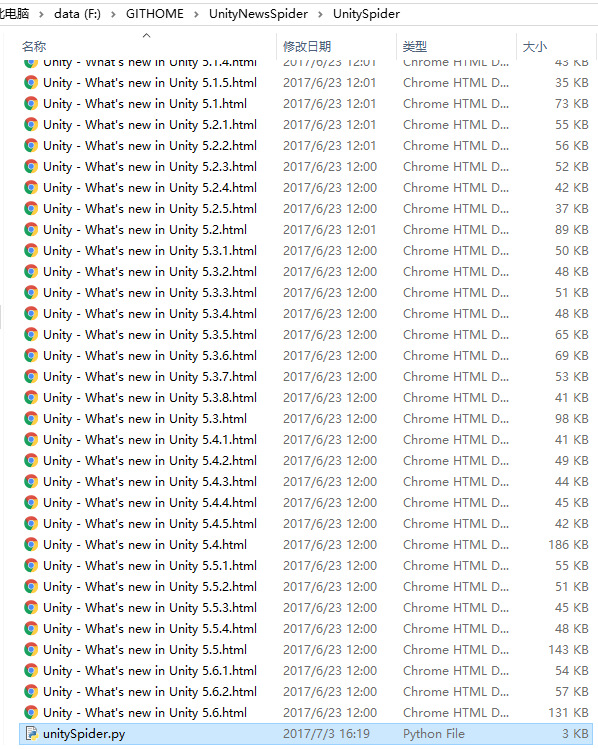 此电脑 > data (F:) > GITHOME > UnityNewsSpider > UnitySpider
名称 修改日期 类型 大小
Unity - What's new in Unity 5.1.4.html 2017/6/23 12:01 Chrome HTML D... 43 KB
Unity - What's new in Unity 5.1.5.html 2017/6/23 12:01 Chrome HTML D... 35 KB
Unity - What's new in Unity 5.1.html 2017/6/23 12:01 Chrome HTML D... 73 KB
Unity - What's new in Unity 5.2.1.html 2017/6/23 12:01 Chrome HTML D... 55 KB
Unity - What's new in Unity 5.2.2.html 2017/6/23 12:01 Chrome HTML D... 56 KB
Unity - What's new in Unity 5.2.3.html 2017/6/23 12:00 Chrome HTML D... 52 KB
Unity - What's new in Unity 5.2.4.html 2017/6/23 12:00 Chrome HTML D... 42 KB
Unity - What's new in Unity 5.2.5.html 2017/6/23 12:00 Chrome HTML D... 37 KB
Unity - What's new in Unity 5.2.html 2017/6/23 12:01 Chrome HTML D... 89 KB
Unity - What's new in Unity 5.3.1.html 2017/6/23 12:00 Chrome HTML D... 50 KB
Unity - What's new in Unity 5.3.2.html 2017/6/23 12:00 Chrome HTML D... 48 KB
Unity - What's new in Unity 5.3.3.html 2017/6/23 12:00 Chrome HTML D... 51 KB
Unity - What's new in Unity 5.3.4.html 2017/6/23 12:00 Chrome HTML D... 48 KB
Unity - What's new in Unity 5.3.5.html 2017/6/23 12:00 Chrome HTML D... 65 KB
Unity - What's new in Unity 5.3.6.html 2017/6/23 12:00 Chrome HTML D... 69 KB
Unity - What's new in Unity 5.3.7.html 2017/6/23 12:00 Chrome HTML D... 53 KB
Unity - What's new in Unity 5.3.8.html 2017/6/23 12:00 Chrome HTML D... 41 KB
Unity - What's new in Unity 5.3.html 2017/6/23 12:00 Chrome HTML D... 98 KB
Unity - What's new in Unity 5.4.1.html 2017/6/23 12:00 Chrome HTML D... 41 KB
Unity - What's new in Unity 5.4.2.html 2017/6/23 12:00 Chrome HTML D... 49 KB
Unity - What's new in Unity 5.4.3.html 2017/6/23 12:00 Chrome HTML D... 44 KB
Unity - What's new in Unity 5.4.4.html 2017/6/23 12:00 Chrome HTML D... 45 KB
Unity - What's new in Unity 5.4.5.html 2017/6/23 12:00 Chrome HTML D... 42 KB
Unity - What's new in Unity 5.4.html 2017/6/23 12:00 Chrome HTML D... 186 KB
Unity - What's new in Unity 5.5.1.html 2017/6/23 12:00 Chrome HTML D... 55 KB
Unity - What's new in Unity 5.5.2.html 2017/6/23 12:00 Chrome HTML D... 51 KB
Unity - What's new in Unity 5.5.3.html 2017/6/23 12:00 Chrome HTML D... 45 KB
Unity - What's new in Unity 5.5.4.html 2017/6/23 12:00 Chrome HTML D... 48 KB
Unity - What's new in Unity 5.5.html 2017/6/23 12:00 Chrome HTML D... 143 KB
Unity - What's new in Unity 5.6.1.html 2017/6/23 12:00 Chrome HTML D... 54 KB
Unity - What's new in Unity 5.6.2.html 2017/6/23 12:00 Chrome HTML D... 57 KB
Unity - What's new in Unity 5.6.html 2017/6/23 12:00 Chrome HTML D... 131 KB
unitySpider.py 2017/7/3 16:19 Python File 3 KB